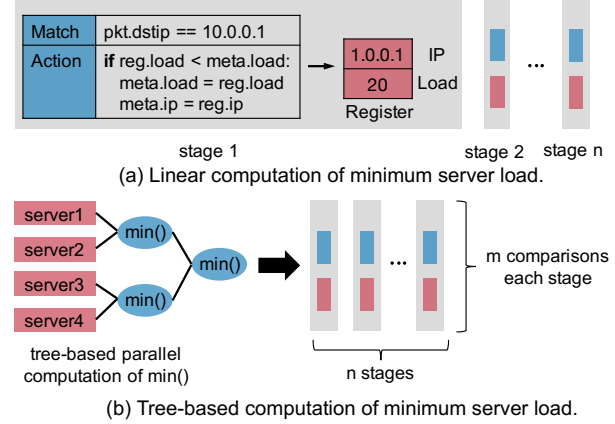 Match
pkt.dstip == 10.0.0.1
Action
if reg.load < meta.load:
meta.load = reg.load
meta.ip = reg.ip
1.0.0.1
IP
20
Load
Register
...
stage 1
stage 2
stage n
(a) Linear computation of minimum server load.
server1
server2
server3
server4
min()
min()
min()
...
m comparisons
each stage
tree-based parallel
computation of min()
n stages
(b) Tree-based computation of minimum server load.